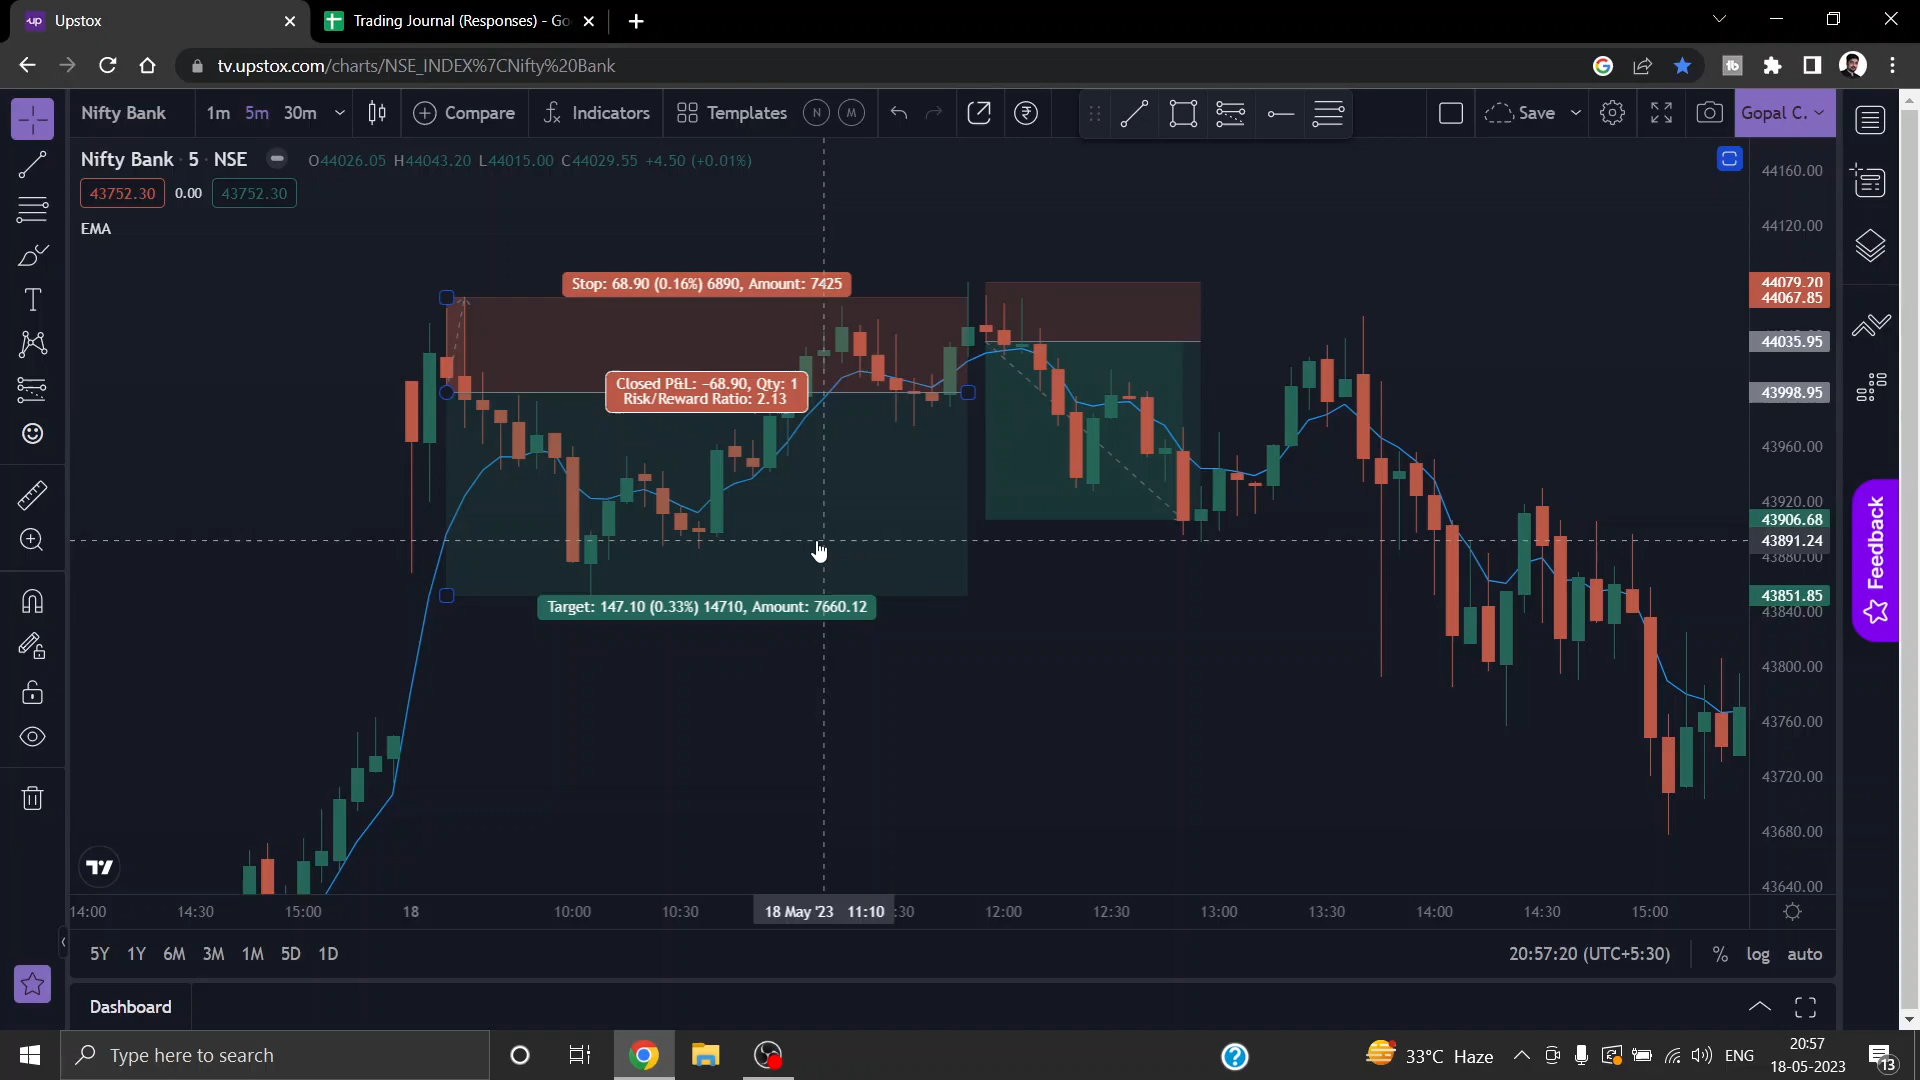 Upstox
Trading Journal (Responses) - Go
tv.upstox.com/charts/NSE_INDEX%7CNifty%20Bank
Nifty Bank
1m 5m 30m
Compare
Indicators
Templates
N
M
Save
Gopal C.
Nifty Bank 5 NSE
O44026.05 H44043.20 L44015.00 C44029.55 +4.50 (+0.01%)
43752.30
0.00
43752.30
EMA
Stop: 68.90 (0.16%) 6890, Amount: 7425
Closed P&L: −68.90, Qty: 1
Risk/Reward Ratio: 2.13
Target: 147.10 (0.33%) 14710, Amount: 7660.12
44160.00
44120.00
44079.20
44067.85
44035.95
43998.95
43960.00
43920.00
43906.68
43891.24
43880.00
43851.85
43840.00
43800.00
43760.00
43720.00
43680.00
43640.00
Feedback
14:00 14:30 15:00 18 10:00 10:30 18 May '23 11:10 :30 12:00 12:30 13:00 13:30 14:00 14:30 15:00
5Y 1Y 6M 3M 1M 5D 1D
20:57:20 (UTC+5:30)
% log auto
Dashboard
Type here to search
33°C Haze
ENG
20:57
18-05-2023
13